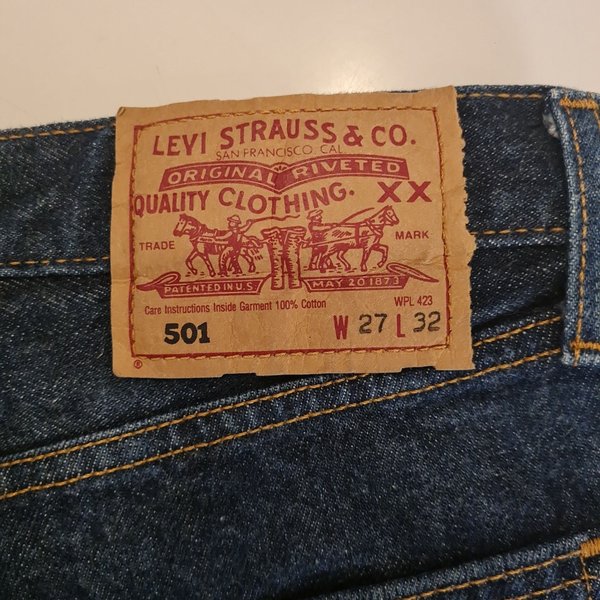 LEVI STRAUSS & CO.
SAN FRANCISCO, CAL.
ORIGINAL RIVETED
QUALITY CLOTHING. XX
TRADE MARK
PATENTED IN U.S. MAY 20 1873
Care Instructions Inside Garment 100% Cotton WPL 423
501 W 27 L 32
®